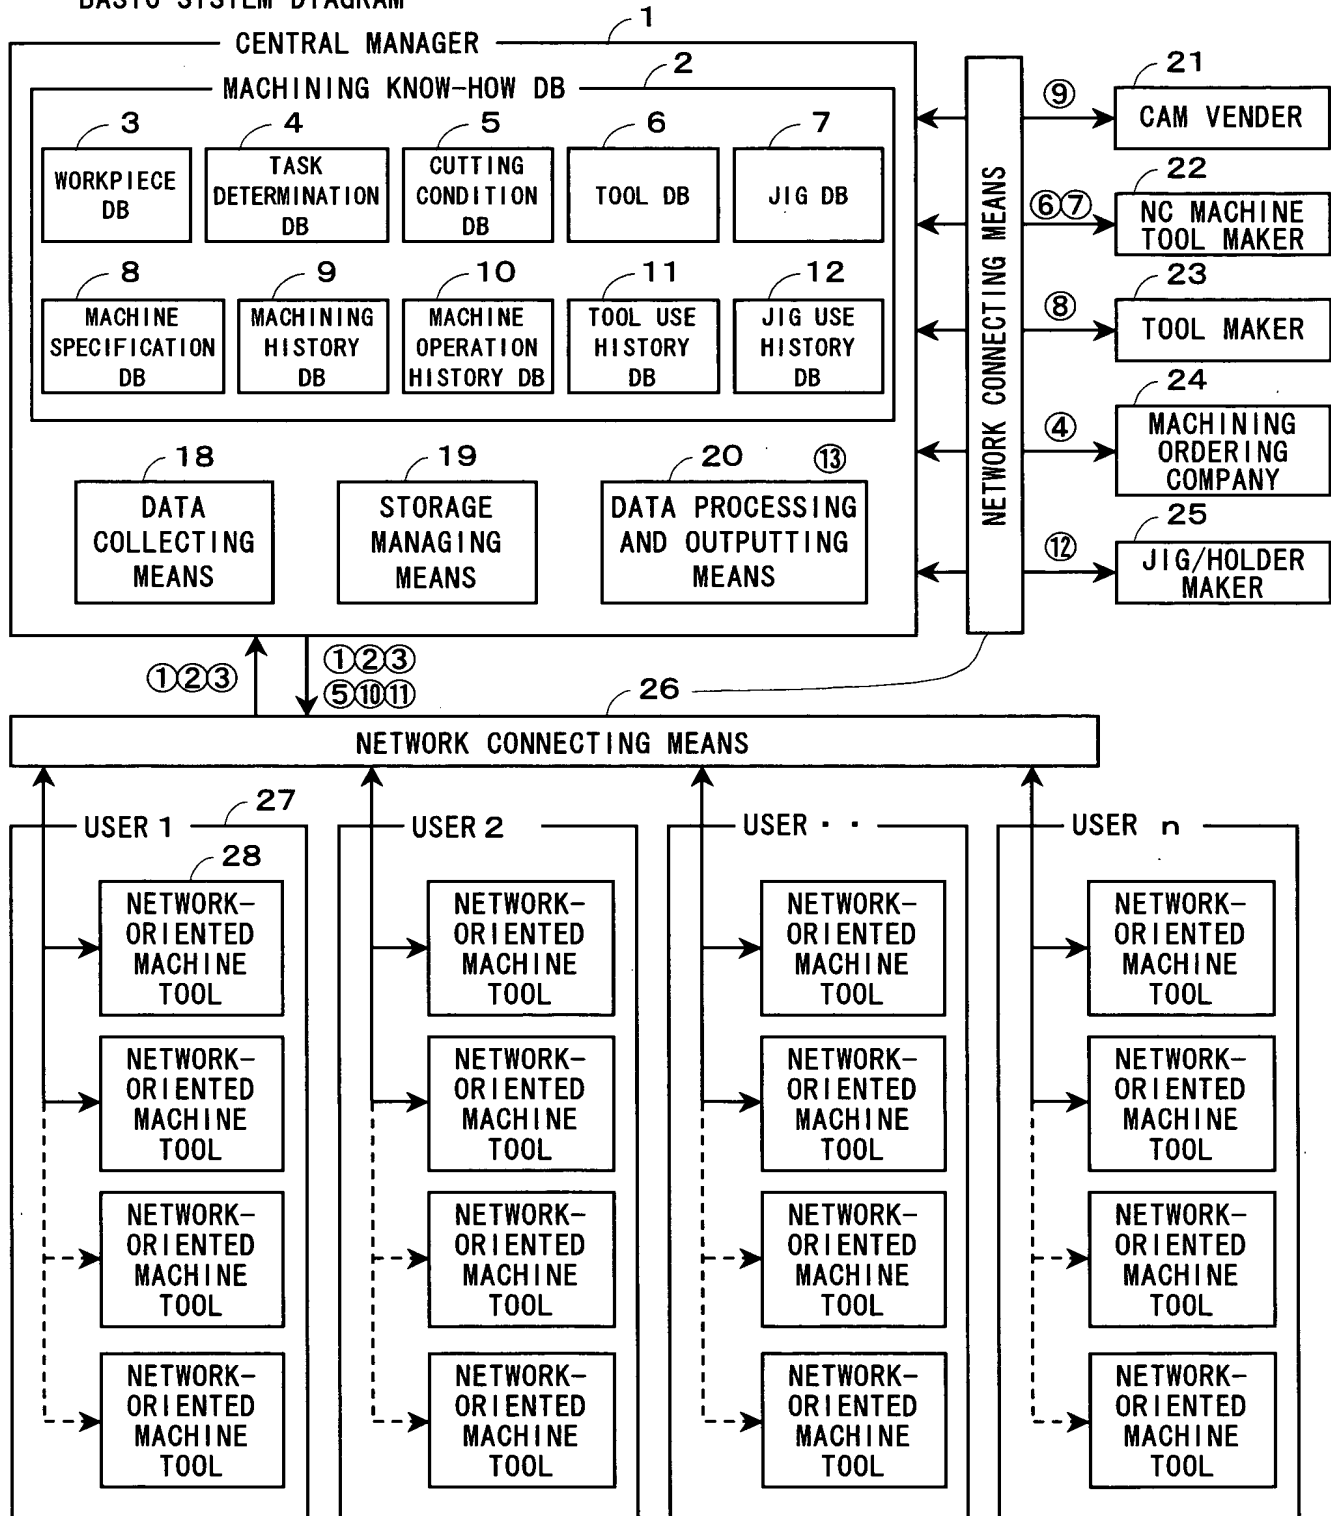 BASIC SYSTEM DIAGRAM
1
CENTRAL MANAGER
2
MACHINING KNOW-HOW DB
3
4
5
6
7
WORKPIECE
DB
TASK
DETERMINATION
DB
CUTTING
CONDITION
DB
TOOL DB
JIG DB
8
9
10
11
12
MACHINE
SPECIFICATION
DB
MACHINING
HISTORY
DB
MACHINE
OPERATION
HISTORY DB
TOOL USE
HISTORY
DB
JIG USE
HISTORY
DB
18
19
20
⑬
DATA
COLLECTING
MEANS
STORAGE
MANAGING
MEANS
DATA PROCESSING
AND OUTPUTTING
MEANS
NETWORK CONNECTING MEANS
⑨
21
CAM VENDER
⑥⑦
22
NC MACHINE
TOOL MAKER
⑧
23
TOOL MAKER
④
24
MACHINING
ORDERING
COMPANY
⑫
25
JIG/HOLDER
MAKER
①②③
①②③
⑤⑩⑪
26
NETWORK CONNECTING MEANS
27
USER 1
28
NETWORK-
ORIENTED
MACHINE
TOOL
NETWORK-
ORIENTED
MACHINE
TOOL
NETWORK-
ORIENTED
MACHINE
TOOL
NETWORK-
ORIENTED
MACHINE
TOOL
USER 2
NETWORK-
ORIENTED
MACHINE
TOOL
NETWORK-
ORIENTED
MACHINE
TOOL
NETWORK-
ORIENTED
MACHINE
TOOL
NETWORK-
ORIENTED
MACHINE
TOOL
USER ··
NETWORK-
ORIENTED
MACHINE
TOOL
NETWORK-
ORIENTED
MACHINE
TOOL
NETWORK-
ORIENTED
MACHINE
TOOL
NETWORK-
ORIENTED
MACHINE
TOOL
USER n
NETWORK-
ORIENTED
MACHINE
TOOL
NETWORK-
ORIENTED
MACHINE
TOOL
NETWORK-
ORIENTED
MACHINE
TOOL
NETWORK-
ORIENTED
MACHINE
TOOL